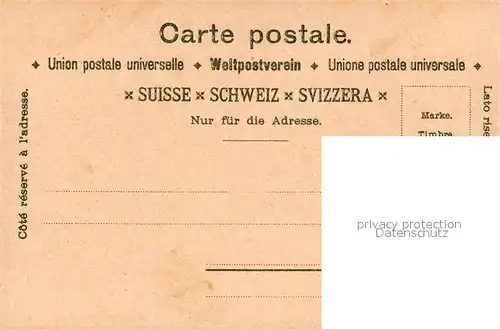 Carte postale.
Union postale universelle ✦ Weltpostverein ✦ Unione postale universale
SUISSE × SCHWEIZ × SVIZZERA
Nur für die Adresse.
Côté réservé à l'adresse.
Marke.
Timbre.
Lato
privacy protection
Datenschutz